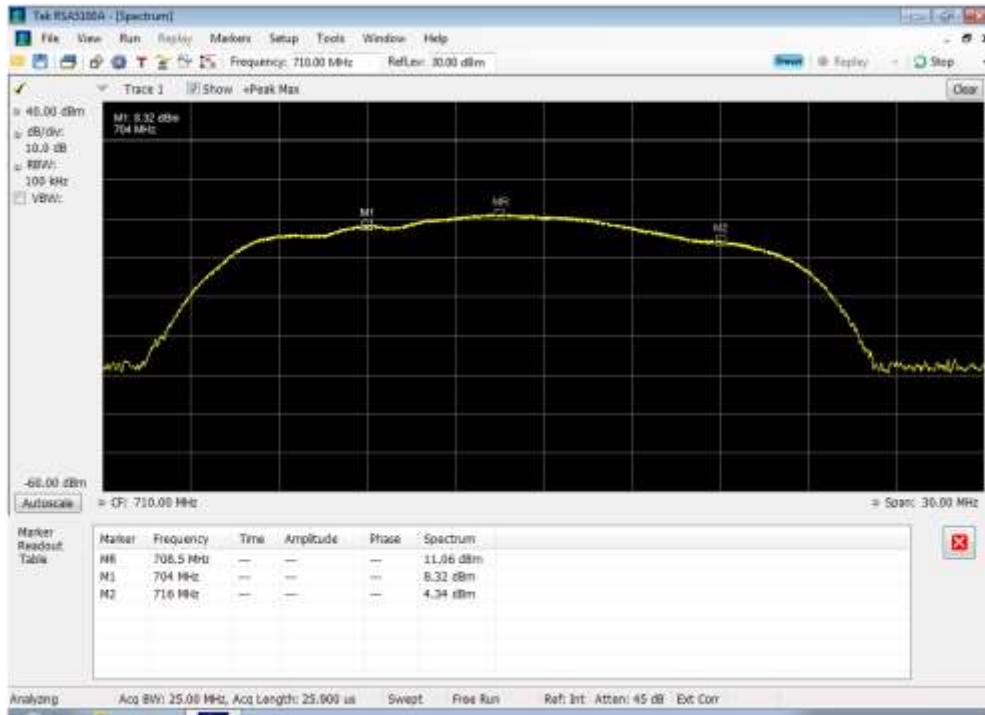 Tek RSA5100A - [Spectrum]
File View Run Replay Markers Setup Tools Window Help
Frequency: 710.00 MHz RefLev: 30.00 dBm Preset Replay Stop
Trace 1 Show +Peak Max Clear
40.00 dBm
dB/div:
10.0 dB
RBW:
100 kHz
VBW:
M1: 8.32 dBm
704 MHz
M1
MR
M2
-60.00 dBm
Autoscale CF: 710.00 MHz Span: 30.00 MHz
Marker
Readout
Table
Marker Frequency Time Amplitude Phase Spectrum
MR 708.5 MHz --- --- --- 11.06 dBm
M1 704 MHz --- --- --- 8.32 dBm
M2 716 MHz --- --- --- 4.34 dBm
Analyzing Acq BW: 25.00 MHz, Acq Length: 25.900 us Swept Free Run Ref: Int Atten: 45 dB Ext Corr